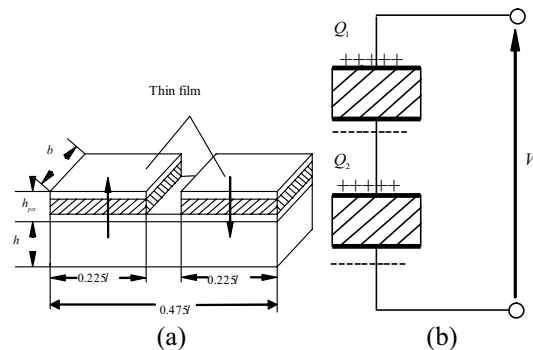 Thin film
b
h_pzt
h
0.225l
0.225l
0.475l
(a)
Q₁
+++++
Q₂
+++++
V
(b)